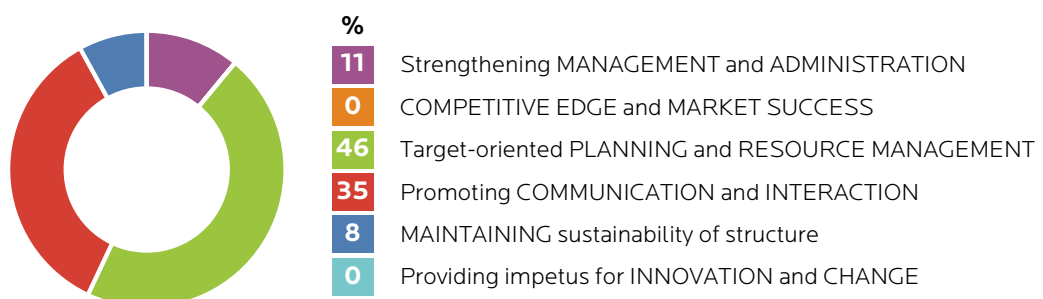 %
11 Strengthening MANAGEMENT and ADMINISTRATION
0 COMPETITIVE EDGE and MARKET SUCCESS
46 Target-oriented PLANNING and RESOURCE MANAGEMENT
35 Promoting COMMUNICATION and INTERACTION
8 MAINTAINING sustainability of structure
0 Providing impetus for INNOVATION and CHANGE